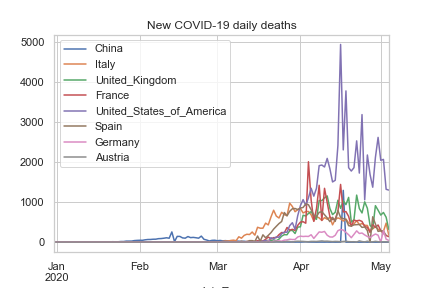 New COVID-19 daily deaths
5000
4000
3000
2000
1000
0
China
Italy
United_Kingdom
France
United_States_of_America
Spain
Germany
Austria
Jan
2020
Feb
Mar
Apr
May